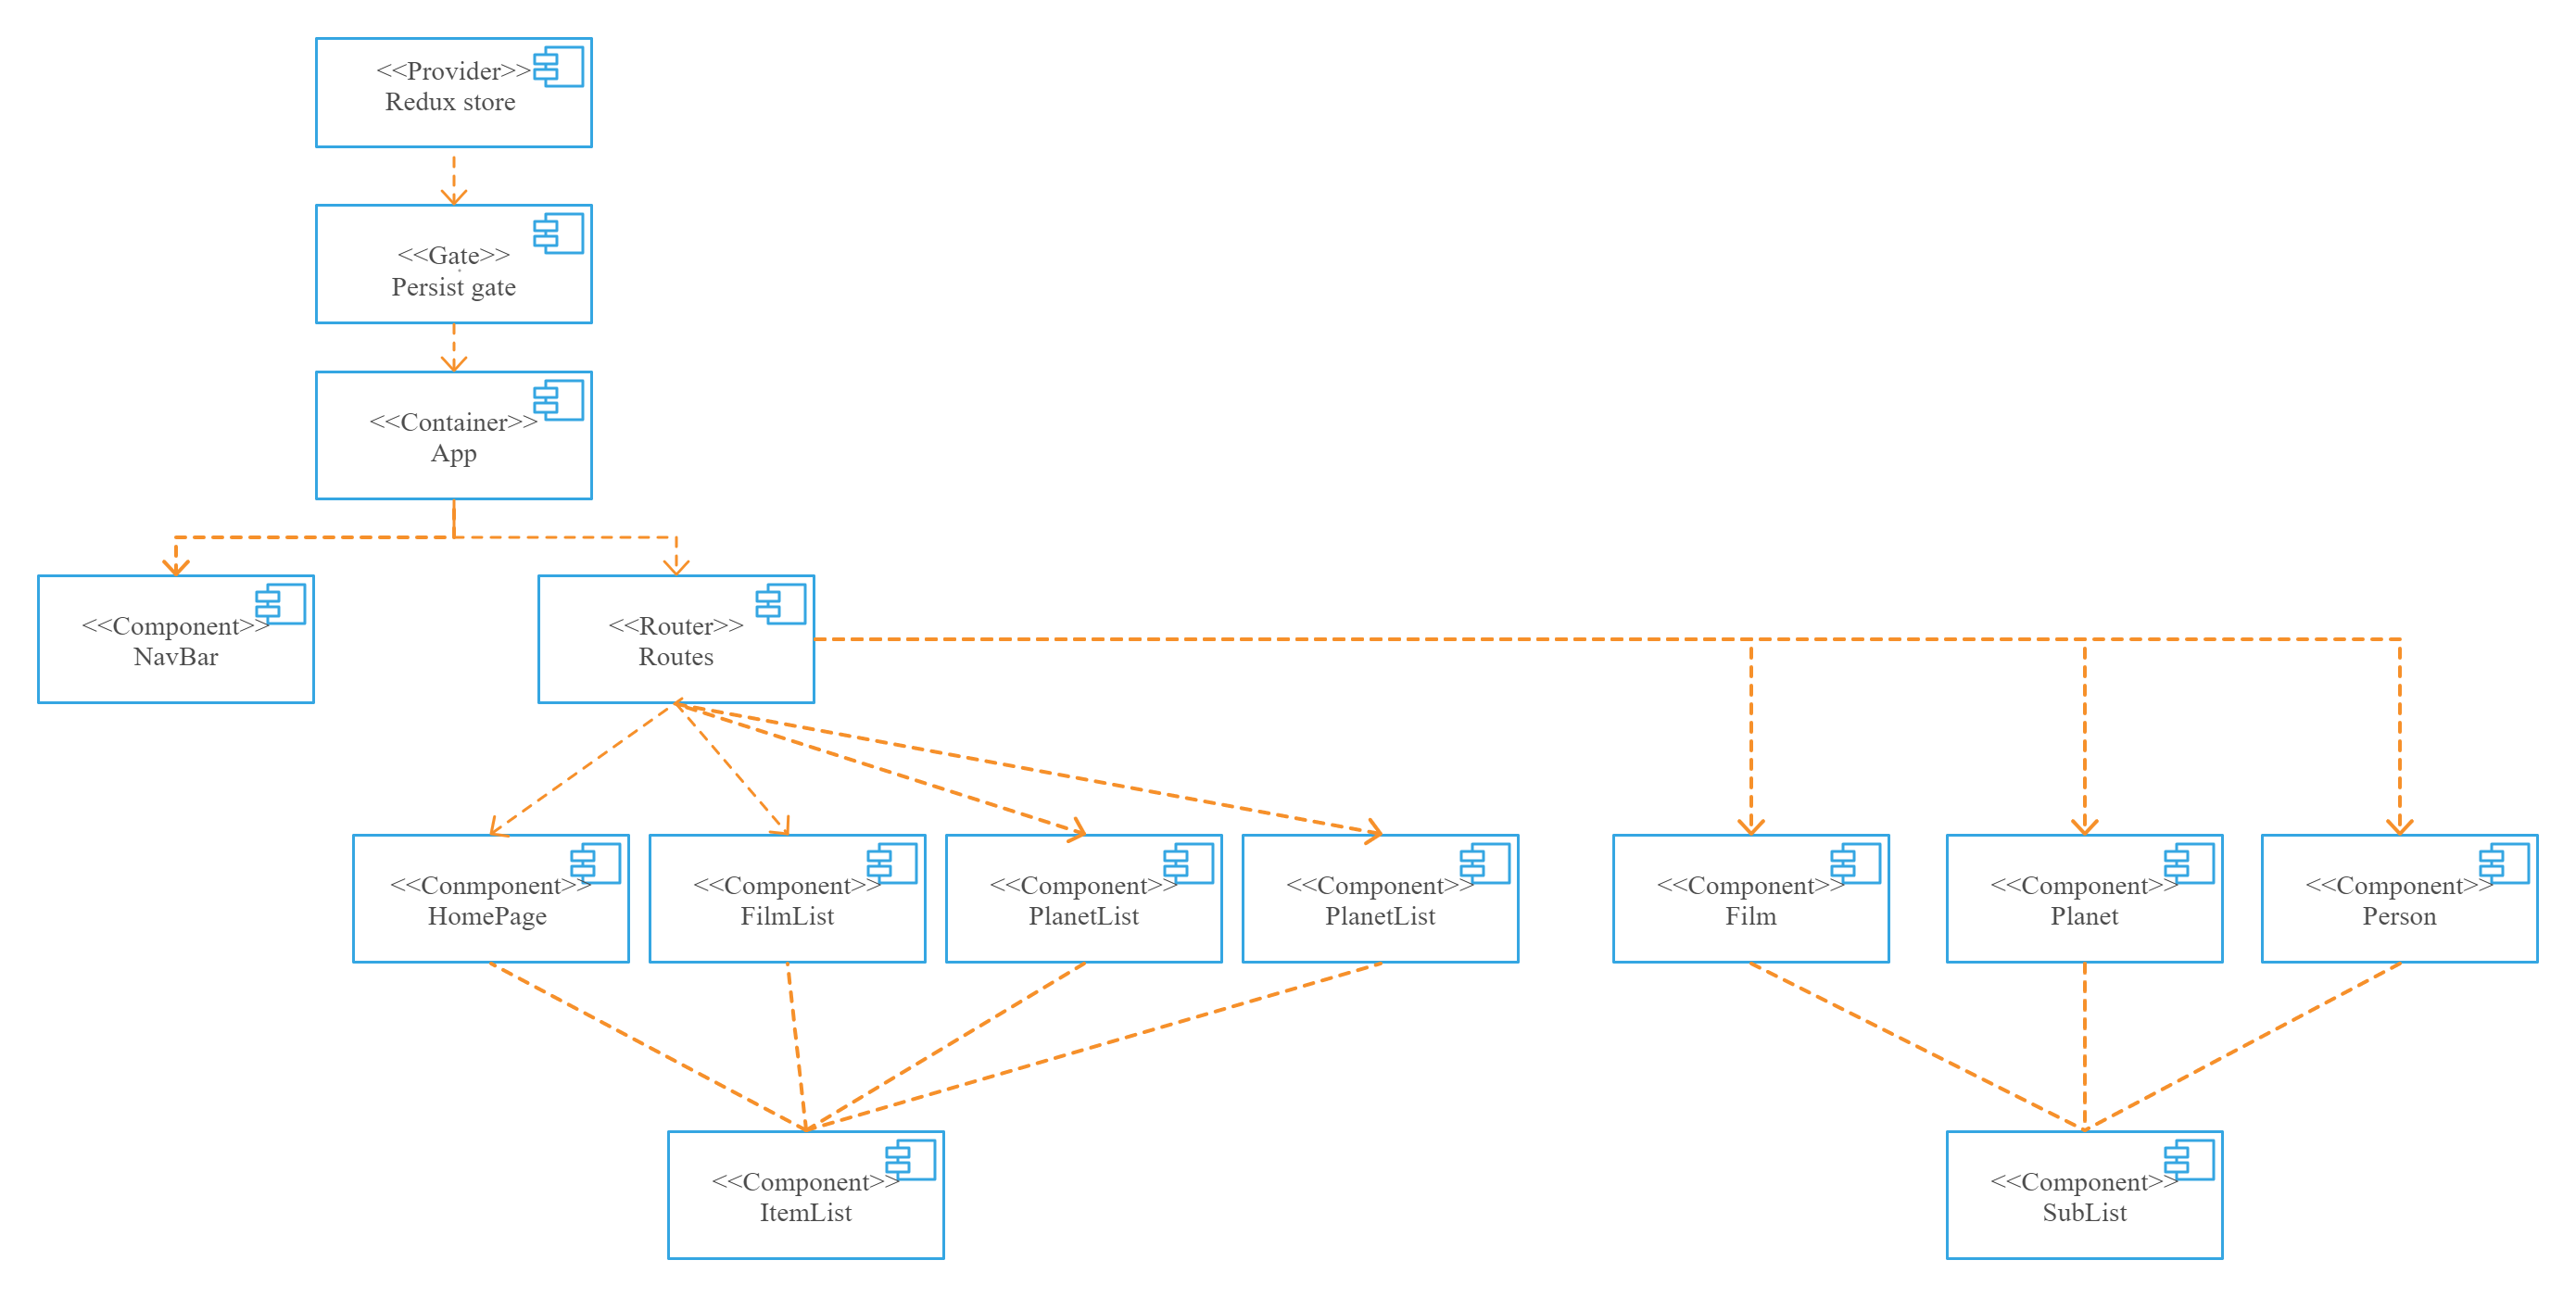 <<Provider>>
Redux store
<<Gate>>
Persist gate
<<Container>>
App
<<Component>>
NavBar
<<Router>>
Routes
<<Conmponent>>
HomePage
<<Component>>
FilmList
<<Component>>
PlanetList
<<Component>>
PlanetList
<<Component>>
Film
<<Component>>
Planet
<<Component>>
Person
<<Component>>
ItemList
<<Component>>
SubList